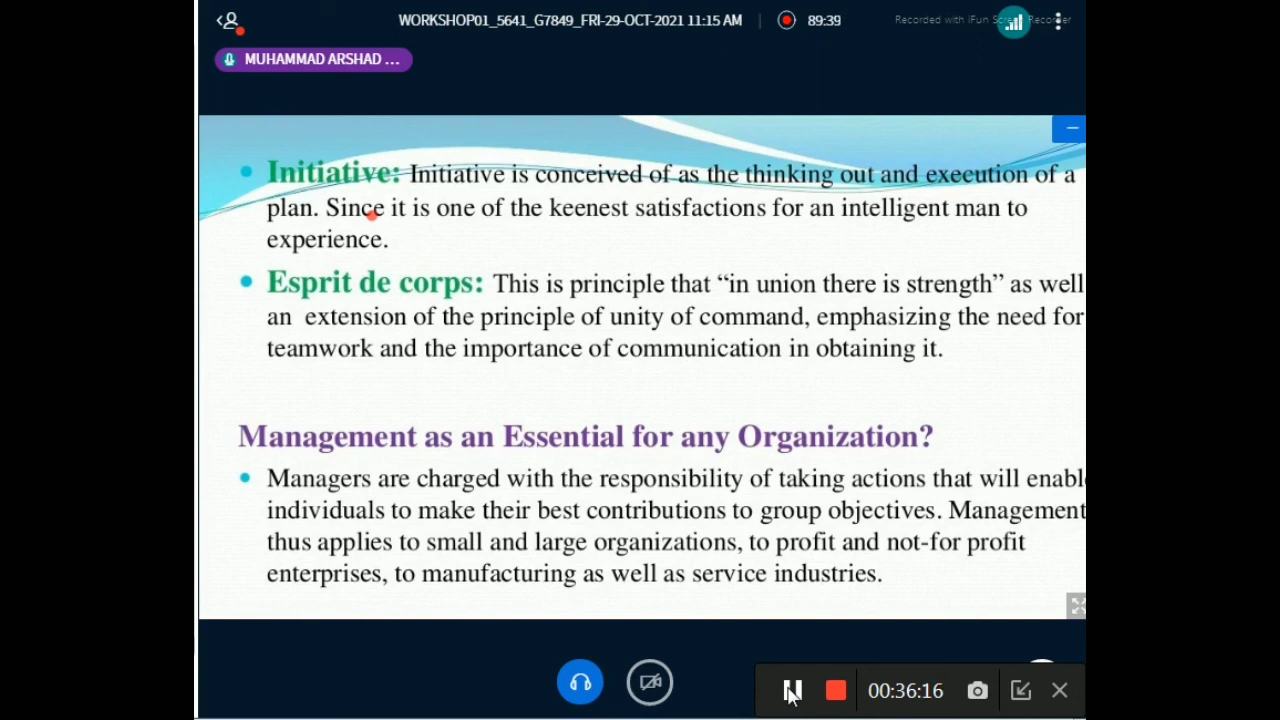 WORKSHOP01_5641_G7849_FRI-29-OCT-2021 11:15 AM
89:39
Recorded with iFun Screen Recorder
MUHAMMAD ARSHAD ...
Initiative: Initiative is conceived of as the thinking out and execution of a
plan. Since it is one of the keenest satisfactions for an intelligent man to
experience.
Esprit de corps: This is principle that “in union there is strength” as well
an extension of the principle of unity of command, emphasizing the need for
teamwork and the importance of communication in obtaining it.
Management as an Essential for any Organization?
Managers are charged with the responsibility of taking actions that will enable
individuals to make their best contributions to group objectives. Management
thus applies to small and large organizations, to profit and not-for profit
enterprises, to manufacturing as well as service industries.
00:36:16